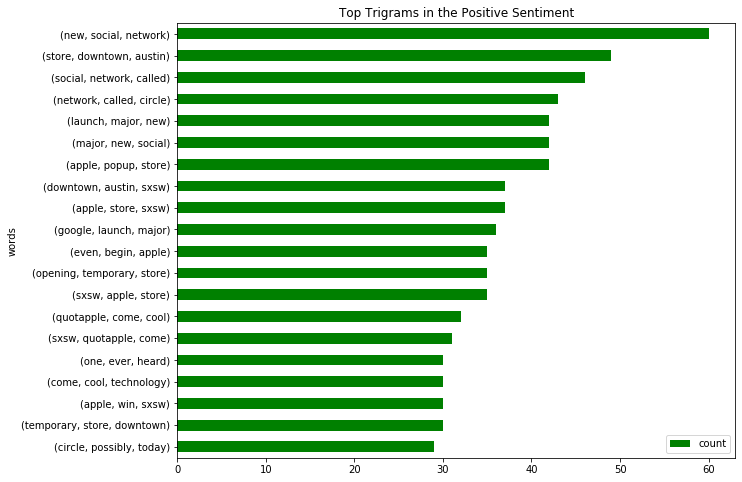 Top Trigrams in the Positive Sentiment
(new, social, network)
(store, downtown, austin)
(social, network, called)
(network, called, circle)
(launch, major, new)
(major, new, social)
(apple, popup, store)
(downtown, austin, sxsw)
(apple, store, sxsw)
(google, launch, major)
(even, begin, apple)
(opening, temporary, store)
(sxsw, apple, store)
(quotapple, come, cool)
(sxsw, quotapple, come)
(one, ever, heard)
(come, cool, technology)
(apple, win, sxsw)
(temporary, store, downtown)
(circle, possibly, today)
words
count
0 10 20 30 40 50 60